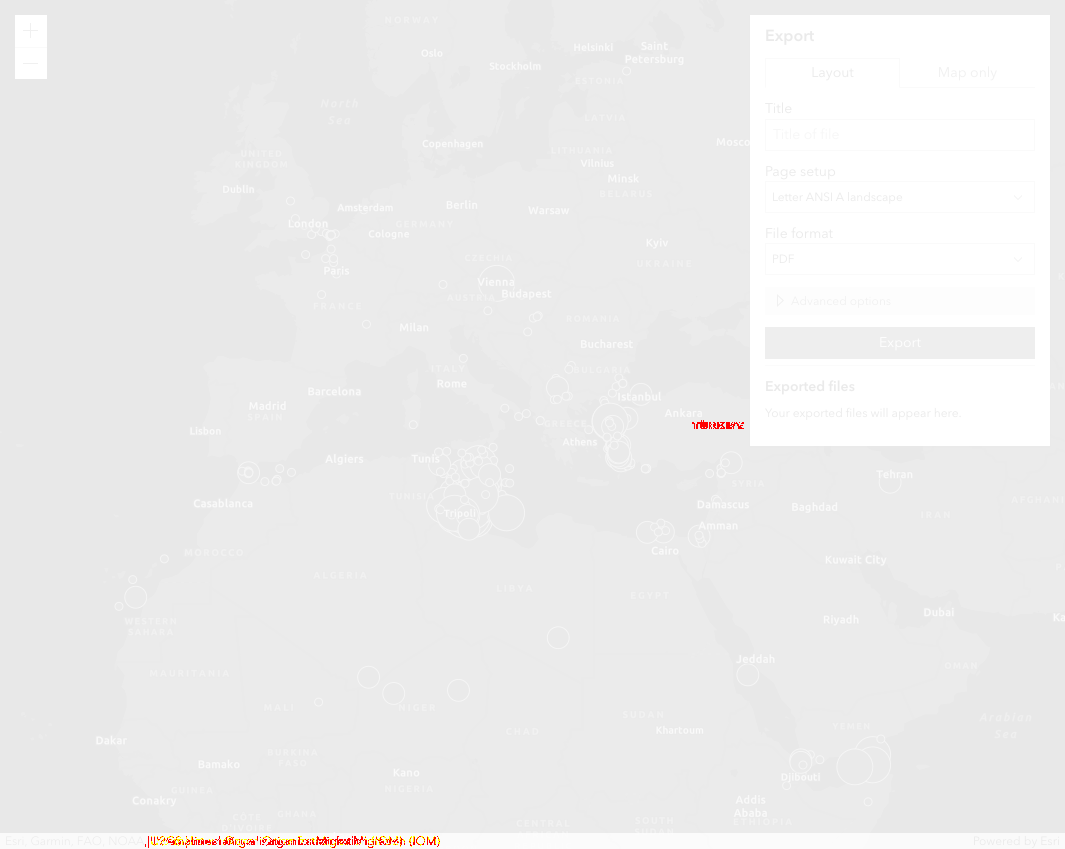 NORWAY
Oslo
Helsinki
Saint
Petersburg
Stockholm
ESTONIA
North
Sea
LATVIA
Copenhagen
LITHUANIA
Vilnius
Mosco
UNITED
KINGDOM
Minsk
BELARUS
Dublin
Amsterdam
Berlin
Warsaw
London
GERMANY
Cologne
Kyiv
CZECHIA
UKRAINE
Paris
Vienna
AUSTRIA
Budapest
FRANCE
ROMANIA
Milan
Bucharest
ITALY
BULGARIA
Rome
Barcelona
Istanbul
Madrid
SPAIN
Ankara
GREECE
Lisbon
Athens
Algiers
Tunis
Tehran
SYRIA
TUNISIA
Casablanca
Damascus
Baghdad
IRAN
AFGHANI
Tripoli
Amman
Cairo
MOROCCO
Kuwait City
ALGERIA
LIBYA
EGYPT
Dubai
Riyadh
Ka
WESTERN
SAHARA
Jeddah
OMAN
MAURITANIA
MALI
NIGER
SUDAN
Arabian
Sea
CHAD
Khartoum
YEMEN
Dakar
BURKINA
FASO
Bamako
Kano
Djibouti
GUINEA
NIGERIA
Conakry
GHANA
Addis
Ababa
CÔTE
D'IVOIRE
CENTRAL
SOUTH
SUDAN
ETHIOPIA
Export
Layout
Map only
Title
Title of file
Page setup
Letter ANSI A landscape
File format
PDF
Advanced options
Export
Exported files
Your exported files will appear here.
Esri, Garmin, FAO, NOAA
Powered by Esri